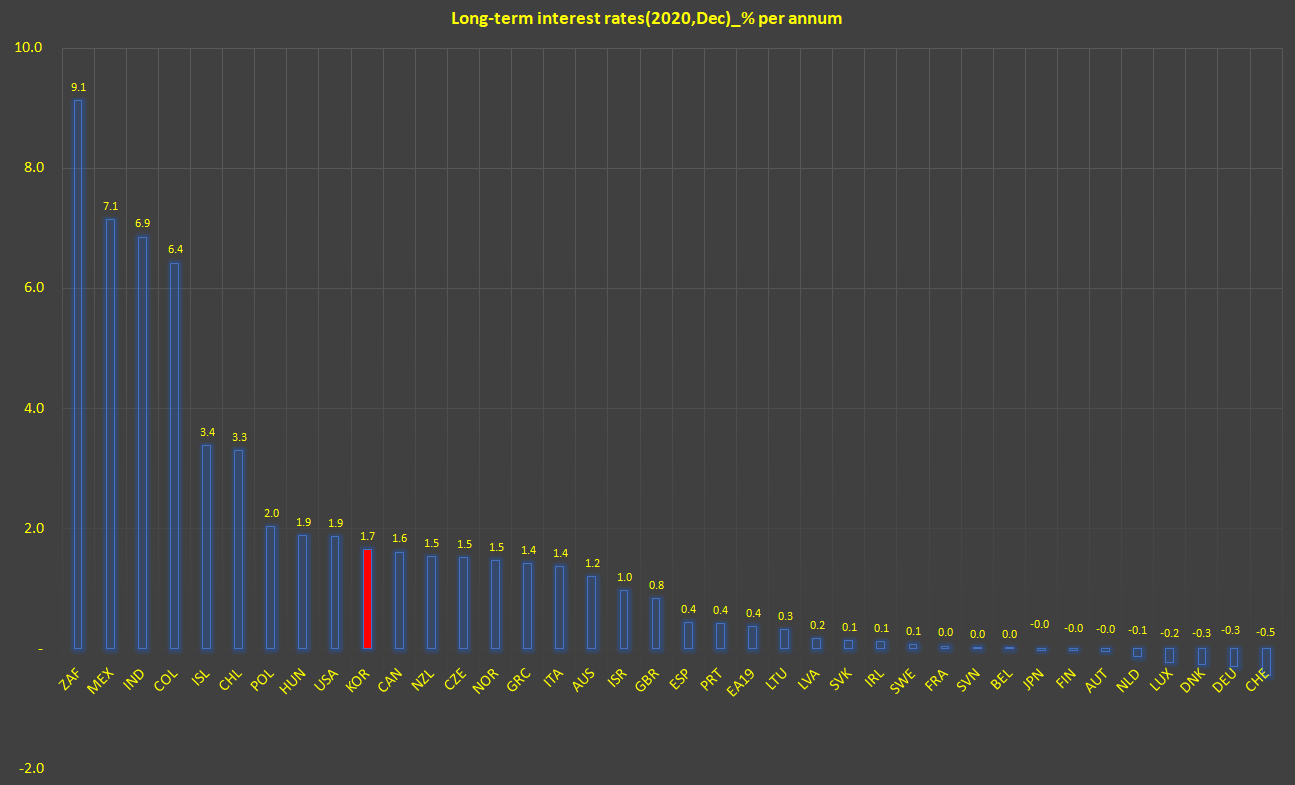 Long-term interest rates(2020,Dec)_% per annum
10.0
8.0
6.0
4.0
2.0
-
-2.0
9.1 7.1 6.9 6.4 3.4 3.3 2.0 1.9 1.9 1.7 1.6 1.5 1.5 1.5 1.4 1.4 1.2 1.0 0.8 0.4 0.4 0.4 0.3 0.2 0.1 0.1 0.1 0.0 0.0 0.0 -0.0 -0.0 -0.0 -0.1 -0.2 -0.3 -0.3 -0.5
ZAF MEX IND COL ISL CHL POL HUN USA KOR CAN NZL CZE NOR GRC ITA AUS ISR GBR ESP PRT EA19 LTU LVA SVK IRL SWE FRA SVN BEL JPN FIN AUT NLD LUX DNK DEU CHE